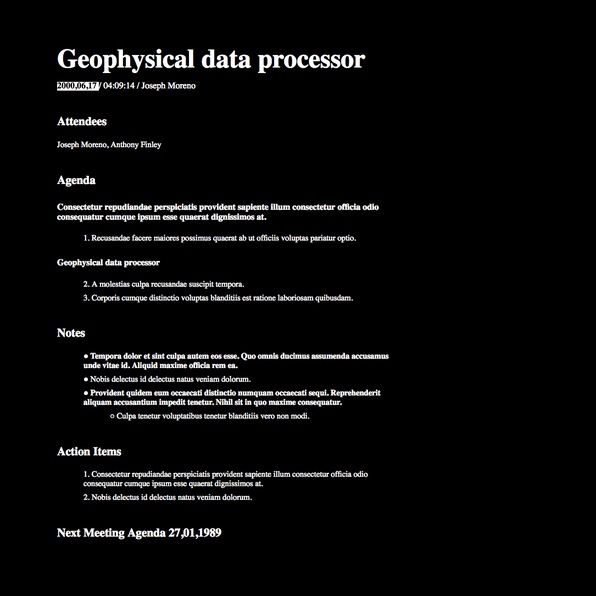 Geophysical data processor
2000.06.17 / 04:09:14 / Joseph Moreno
Attendees
Joseph Moreno, Anthony Finley
Agenda
Consectetur repudiandae perspiciatis provident sapiente illum consectetur officia odio
consequatur cumque ipsum esse quaerat dignissimos at.
1. Recusandae facere maiores possimus quaerat ab ut officiis voluptas pariatur optio.
Geophysical data processor
2. A molestias culpa recusandae suscipit tempora.
3. Corporis cumque distinctio voluptas blanditiis est ratione laboriosam quibusdam.
Notes
● Tempora dolor et sint culpa autem eos esse. Quo omnis ducimus assumenda accusamus
unde vitae id. Aliquid maxime officia rem ea.
● Nobis delectus id delectus natus veniam dolorum.
● Provident quidem eum occaecati distinctio numquam occaecati sequi. Reprehenderit
aliquam accusantium impedit tenetur. Nihil sit in quo maxime consequatur.
○ Culpa tenetur voluptatibus tenetur blanditiis vero non modi.
Action Items
1. Consectetur repudiandae perspiciatis provident sapiente illum consectetur officia odio
consequatur cumque ipsum esse quaerat dignissimos at.
2. Nobis delectus id delectus natus veniam dolorum.
Next Meeting Agenda 27,01,1989